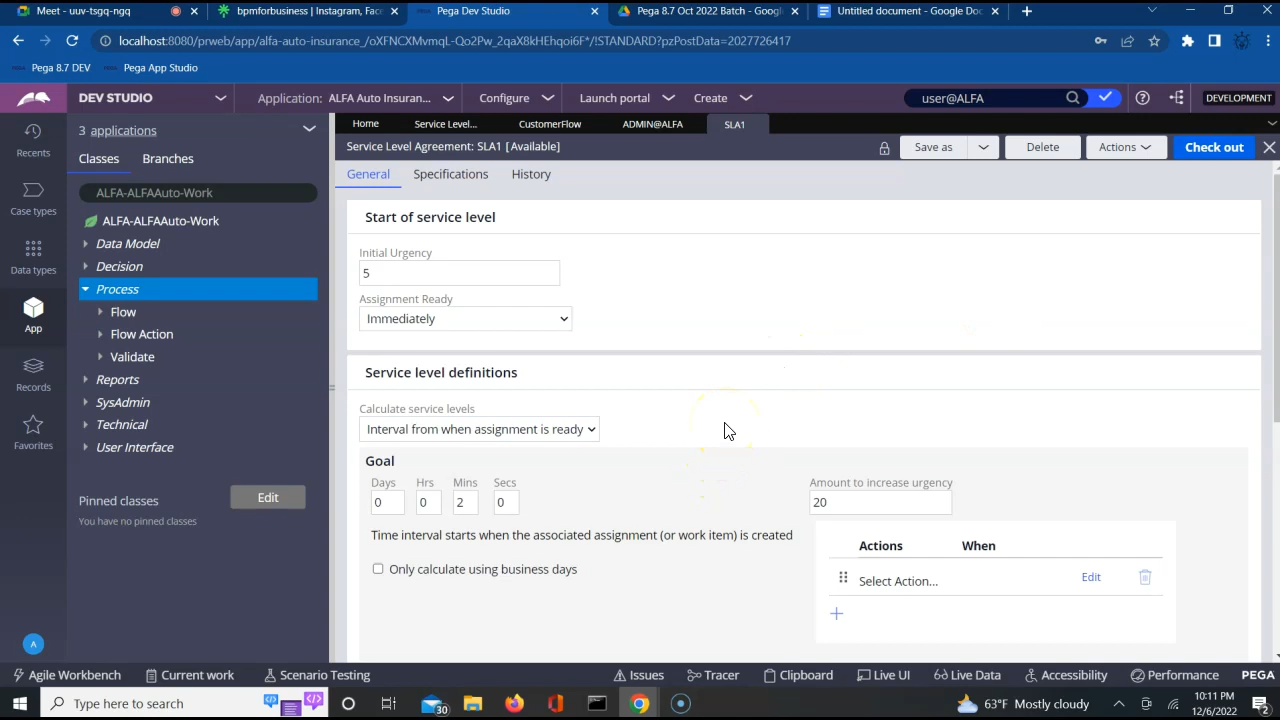 Meet - uuv-tsgq-ngq
bpmforbusiness | Instagram, Face
Pega Dev Studio
Pega 8.7 Oct 2022 Batch - Google
Untitled document - Google Doc
localhost:8080/prweb/app/alfa-auto-insurance_/oXFNCXMvmqL-Qo2Pw_2qaX8kHEhqoi6F*/!STANDARD?pzPostData=2027726417
Pega 8.7 DEV
Pega App Studio
DEV STUDIO
Application: ALFA Auto Insuran...
Configure
Launch portal
Create
user@ALFA
DEVELOPMENT
3 applications
Home
Service Level...
CustomerFlow
ADMIN@ALFA
SLA1
Recents
Classes
Branches
Service Level Agreement: SLA1 [Available]
Save as
Delete
Actions
Check out
General
Specifications
History
ALFA-ALFAAuto-Work
ALFA-ALFAAuto-Work
Case types
Data Model
Decision
Data types
Process
Flow
App
Flow Action
Validate
Reports
Records
SysAdmin
Technical
Favorites
User Interface
Pinned classes
Edit
You have no pinned classes
A
Start of service level
Initial Urgency
5
Assignment Ready
Immediately
Service level definitions
Calculate service levels
Interval from when assignment is ready
Goal
Days Hrs Mins Secs
0 0 2 0
Amount to increase urgency
20
Time interval starts when the associated assignment (or work item) is created
Only calculate using business days
Actions When
Select Action...
Edit
Agile Workbench
Current work
Scenario Testing
Issues
Tracer
Clipboard
Live UI
Live Data
Accessibility
Performance
PEGA
Type here to search
30
63°F Mostly cloudy
10:11 PM
12/6/2022
2